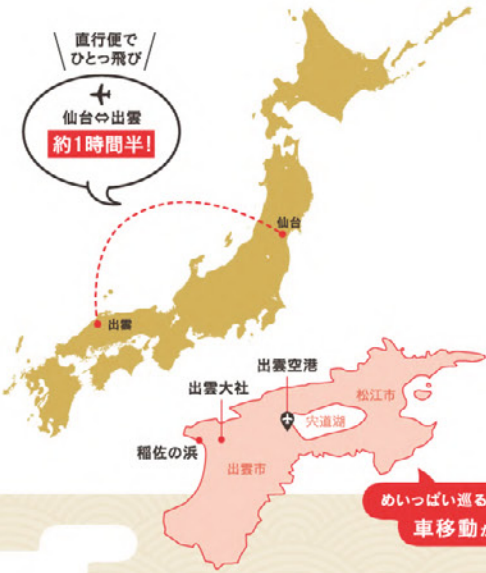 直行便で
ひとっ飛び
仙台⇔出雲
約1時間半!
仙台
出雲
出雲空港
松江市
出雲大社
宍道湖
稲佐の浜
出雲市
めいっぱい巡る
車移動が